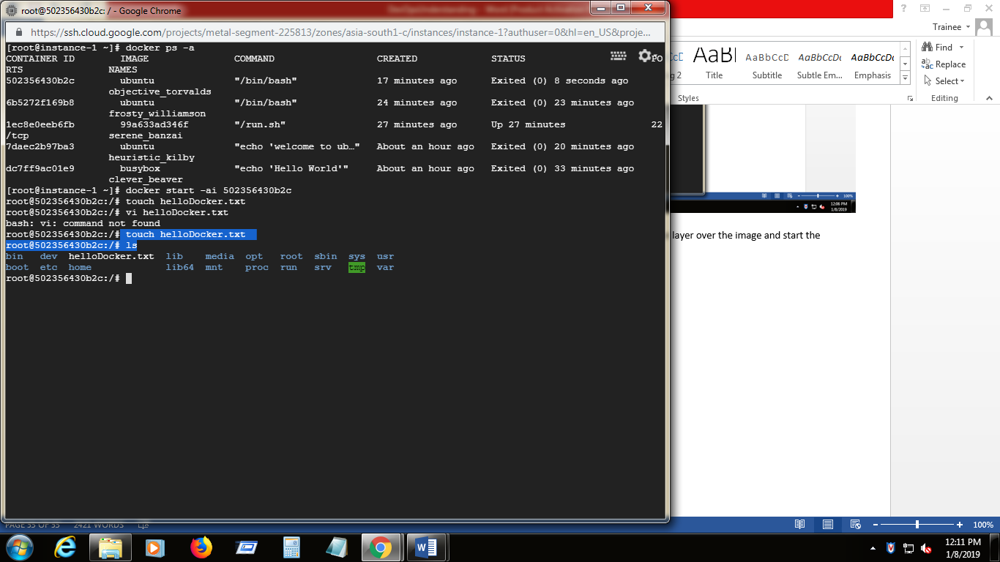 root@502356430b2c: / - Google Chrome
https://ssh.cloud.google.com/projects/metal-segment-225813/zones/asia-south1-c/instances/instance-1?authuser=0&hl=en_US&proje...
[root@instance-1 ~]# docker ps -a
CONTAINER ID IMAGE COMMAND CREATED STATUS PO
RTS NAMES
502356430b2c ubuntu "/bin/bash" 17 minutes ago Exited (0) 8 seconds ago
objective_torvalds
6b5272f169b8 ubuntu "/bin/bash" 24 minutes ago Exited (0) 23 minutes ago
frosty_williamson
1ec8e0eeb6fb 99a633ad346f "/run.sh" 27 minutes ago Up 27 minutes 22
/tcp serene_banzai
7daec2b97ba3 ubuntu "echo 'welcome to ub…" About an hour ago Exited (0) 20 minutes ago
heuristic_kilby
dc7ff9ac01e9 busybox "echo 'Hello World'" About an hour ago Exited (0) 33 minutes ago
clever_beaver
[root@instance-1 ~]# docker start -ai 502356430b2c
root@502356430b2c:/# touch helloDocker.txt
root@502356430b2c:/# vi helloDocker.txt
bash: vi: command not found
root@502356430b2c:/# touch helloDocker.txt
root@502356430b2c:/# ls
bin dev helloDocker.txt lib media opt root sbin sys usr
boot etc home lib64 mnt proc run srv tmp var
root@502356430b2c:/#
Trainee
AaB AaBbCcD AaBbCcDc AaBbCcDc
g 2 Title Subtitle Subtle Em... Emphasis
Styles
Find
Replace
Select
Editing
100%
12:06 PM
1/8/2019
layer over the image and start the
PAGE 33 OF 33 2421 WORDS
100%
12:11 PM
1/8/2019